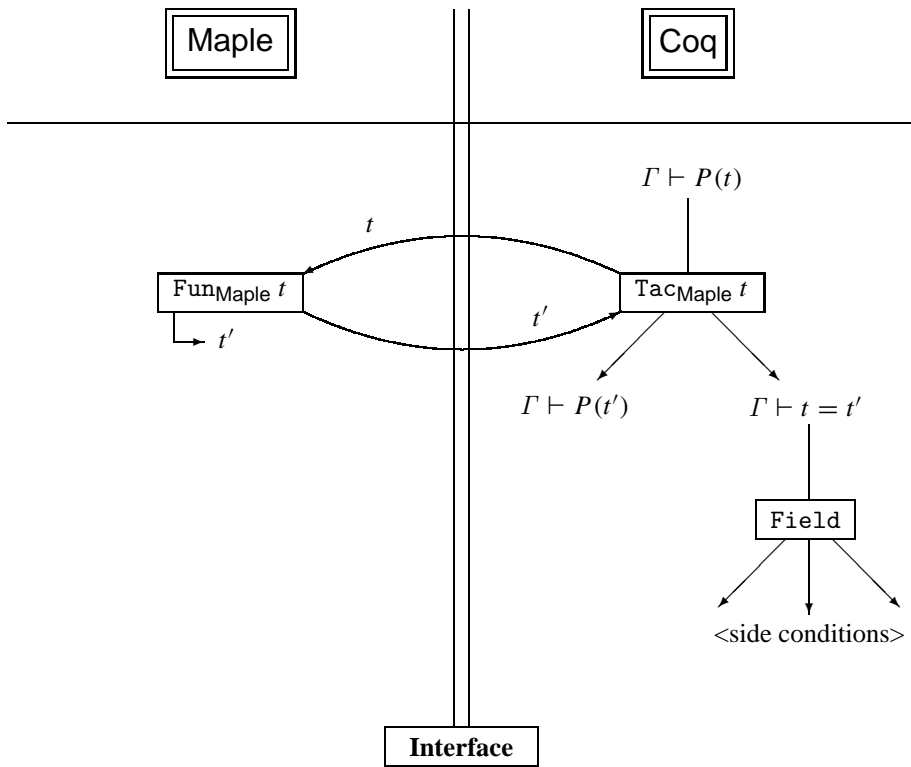 Maple
Coq
Γ ⊢ P(t)
t
Fun_Maple t
Tac_Maple t
t′
t′
Γ ⊢ P(t′)
Γ ⊢ t = t′
Field
<side conditions>
Interface